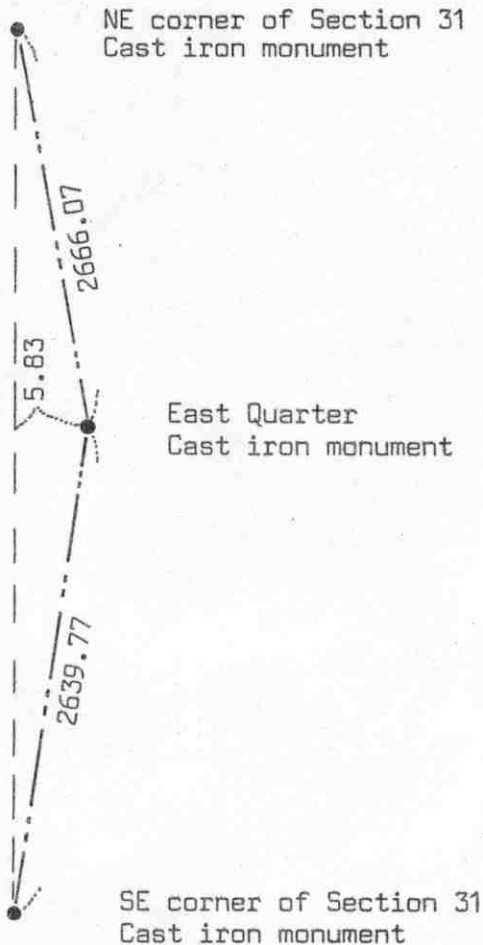 NE corner of Section 31
Cast iron monument
2666.07
5.83
East Quarter
Cast iron monument
2639.77
SE corner of Section 31
Cast iron monument